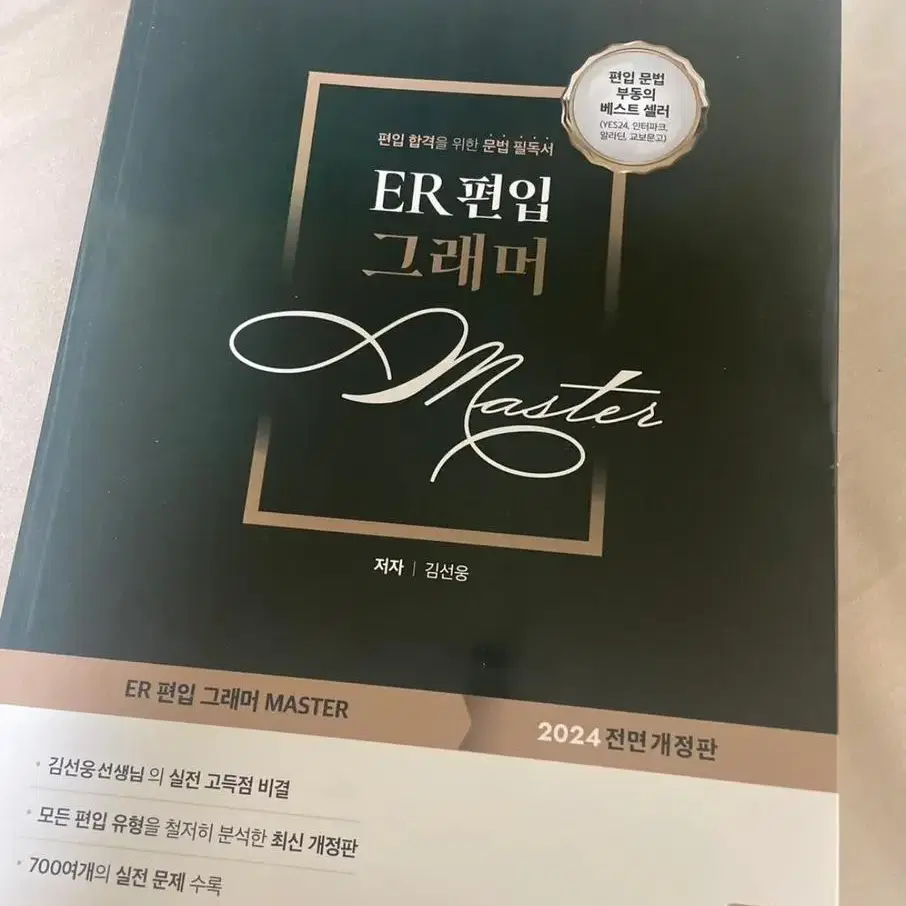 편입 문법
부동의
베스트 셀러
(YES24, 인터파크,
알라딘, 교보문고)
편입 합격을 위한 문법 필독서
ER 편입
그래머
Master
저자 | 김선웅
ER 편입 그래머 MASTER
2024 전면개정판
· 김선웅선생님의 실전 고득점 비결
· 모든 편입 유형을 철저히 분석한 최신 개정판
· 700여개의 실전 문제 수록